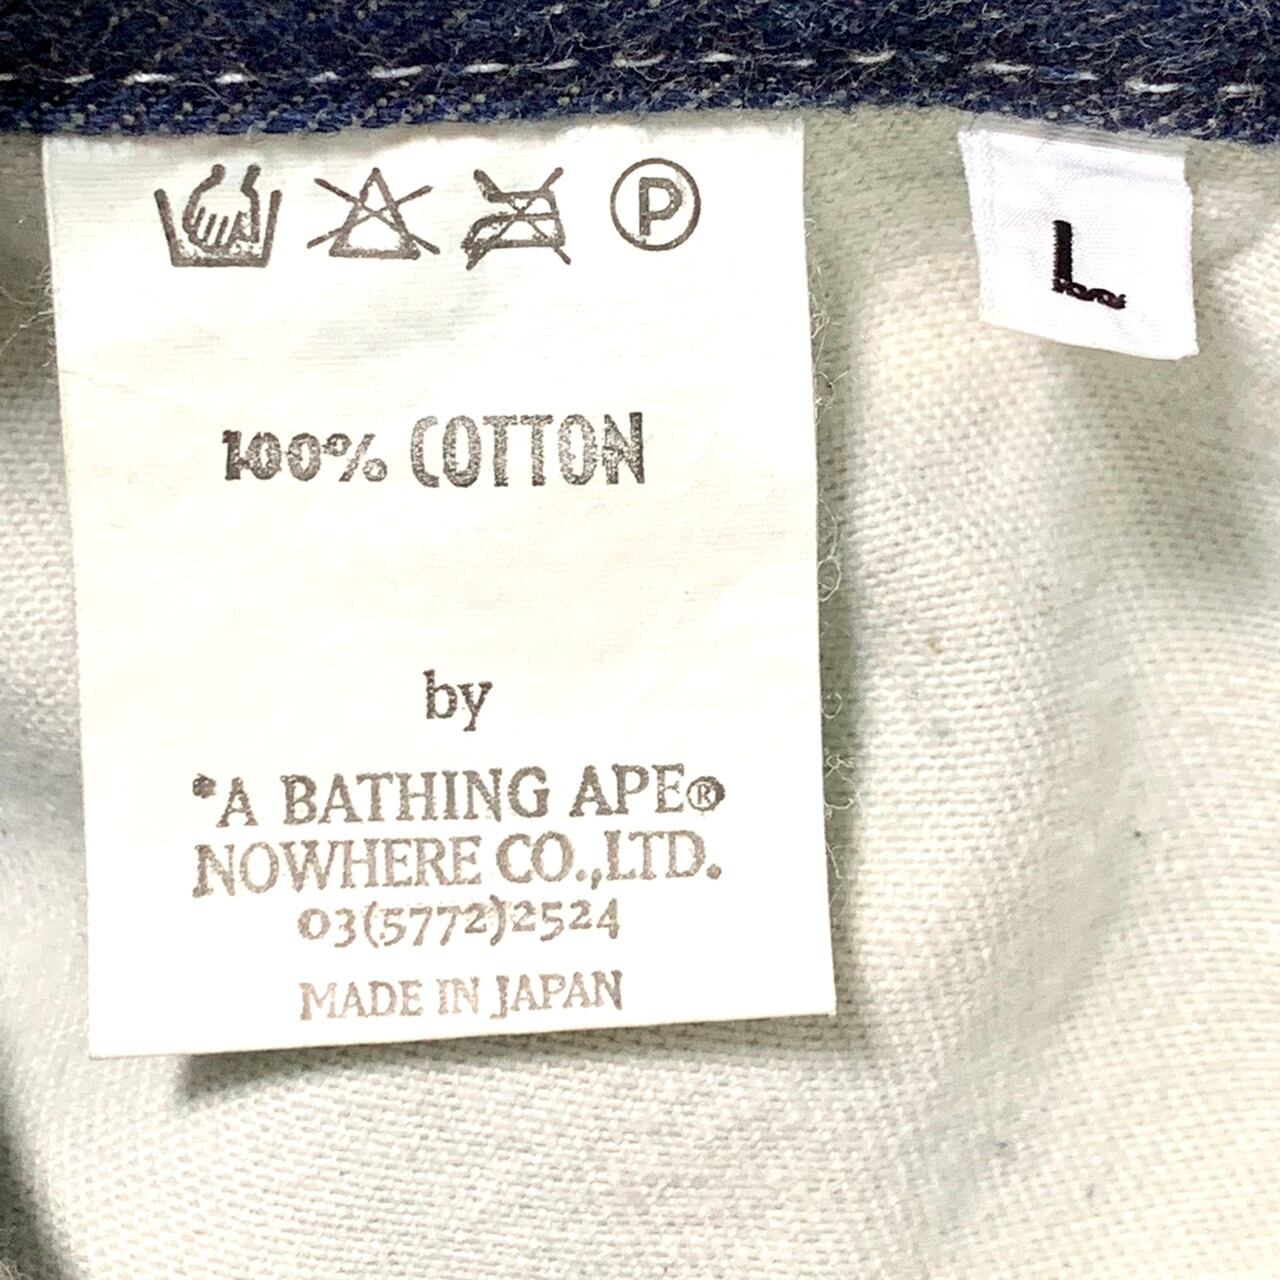 P
L
100% COTTON
by
*A BATHING APE®
NOWHERE CO.,LTD.
03(5772)2524
MADE IN JAPAN